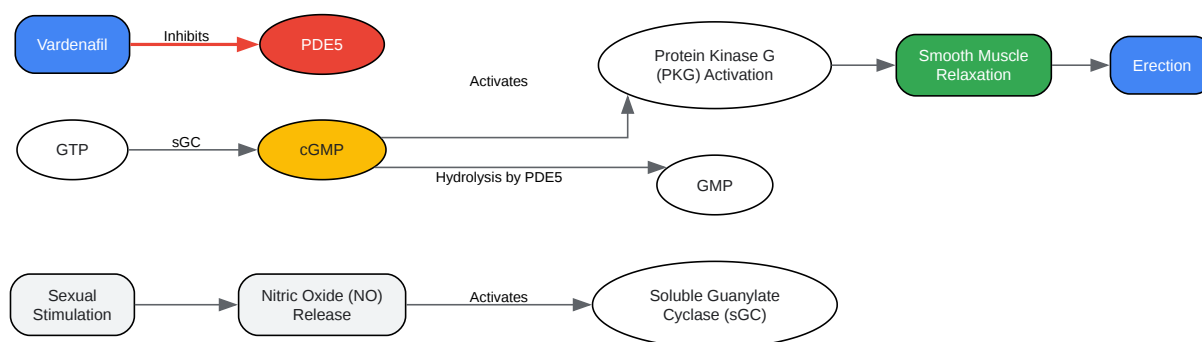 Vardenafil
Inhibits
PDE5
Activates
Protein Kinase G
(PKG) Activation
Smooth Muscle
Relaxation
Erection
GTP
sGC
cGMP
Hydrolysis by PDE5
GMP
Sexual
Stimulation
Nitric Oxide (NO)
Release
Activates
Soluble Guanylate
Cyclase (sGC)